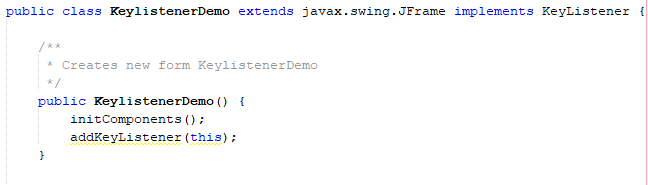 public class KeylistenerDemo extends javax.swing.JFrame implements KeyListener {
/**
* Creates new form KeylistenerDemo
*/
public KeylistenerDemo() {
initComponents();
addKeyListener(this);
}